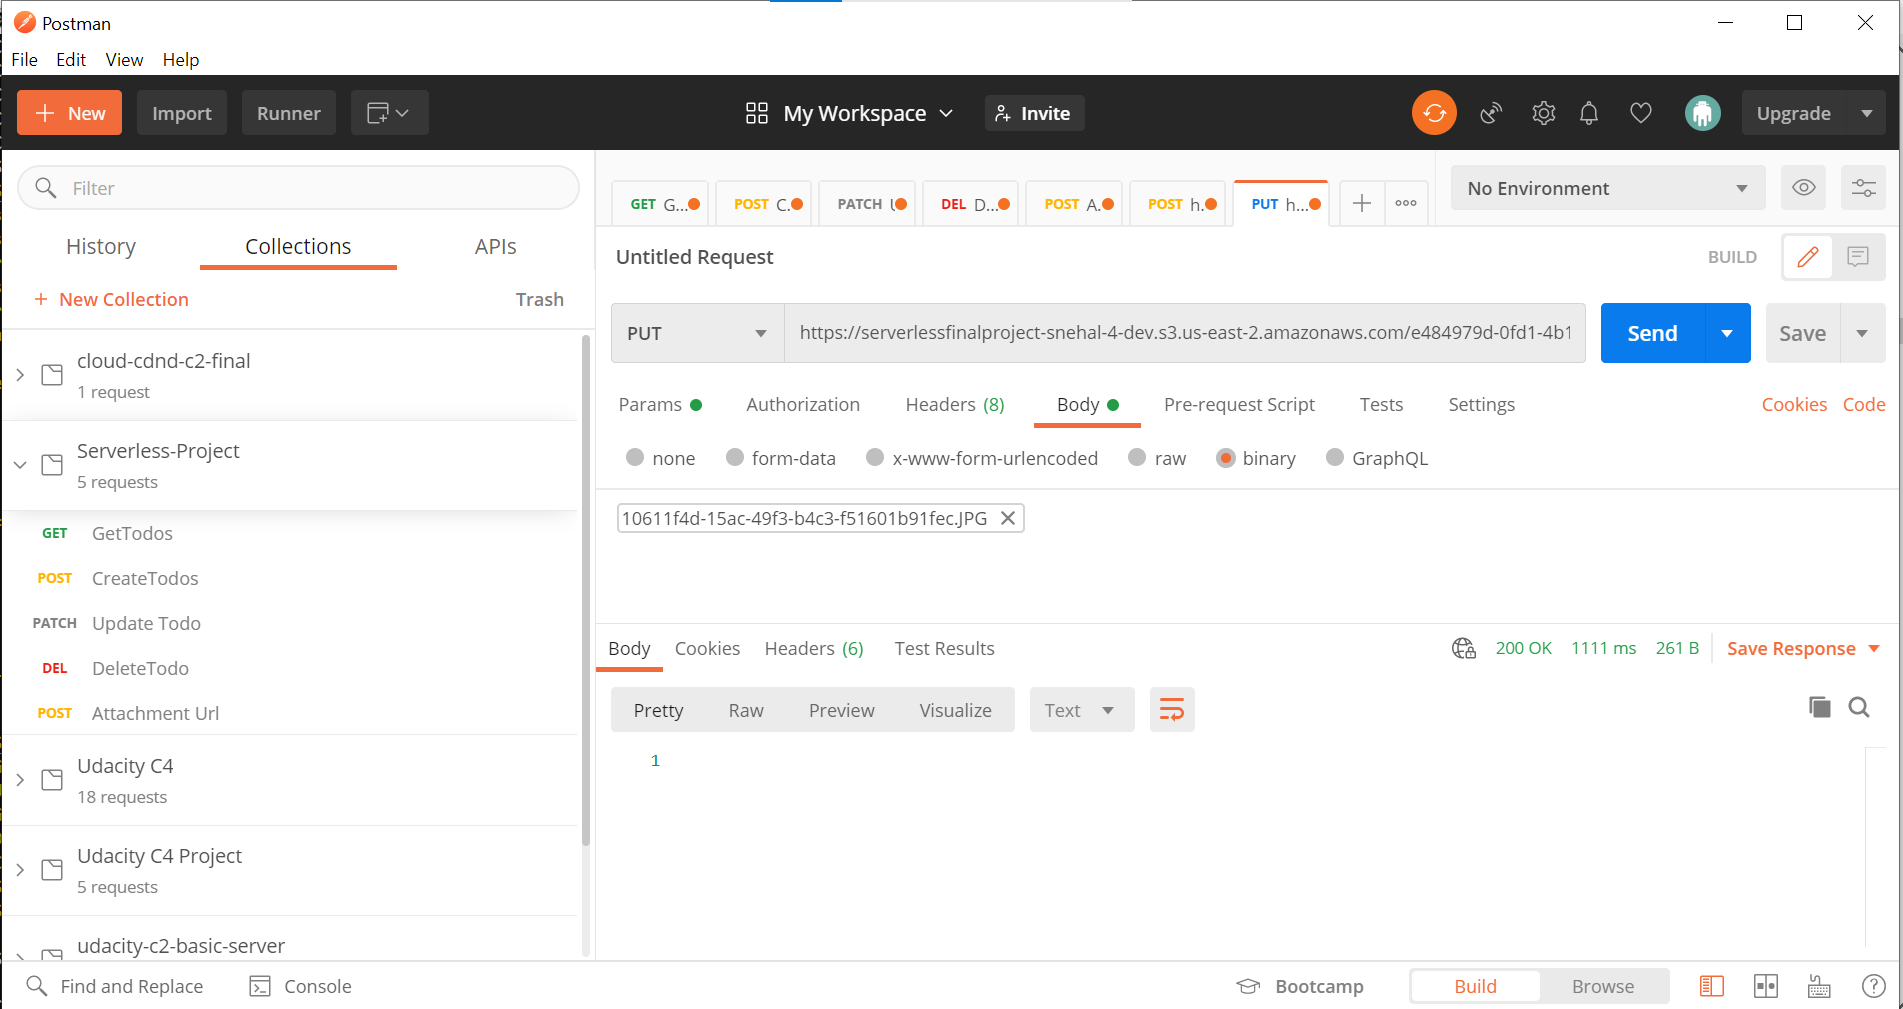 Postman
File Edit View Help
+ New Import Runner My Workspace Invite Upgrade
Filter
History Collections APIs
+ New Collection Trash
cloud-cdnd-c2-final
1 request
Serverless-Project
5 requests
GET GetTodos
POST CreateTodos
PATCH Update Todo
DEL DeleteTodo
POST Attachment Url
Udacity C4
18 requests
Udacity C4 Project
5 requests
udacity-c2-basic-server
GET G... POST C. PATCH DEL D... POST A. POST h. PUT h... No Environment
Untitled Request BUILD
PUT https://serverlessfinalproject-snehal-4-dev.s3.us-east-2.amazonaws.com/e484979d-0fd1-4b1 Send Save
Params Authorization Headers (8) Body Pre-request Script Tests Settings Cookies Code
none form-data x-www-form-urlencoded raw binary GraphQL
10611f4d-15ac-49f3-b4c3-f51601b91fec.JPG
Body Cookies Headers (6) Test Results 200 OK 1111 ms 261 B Save Response
Pretty Raw Preview Visualize Text
1
Find and Replace Console Bootcamp Build Browse